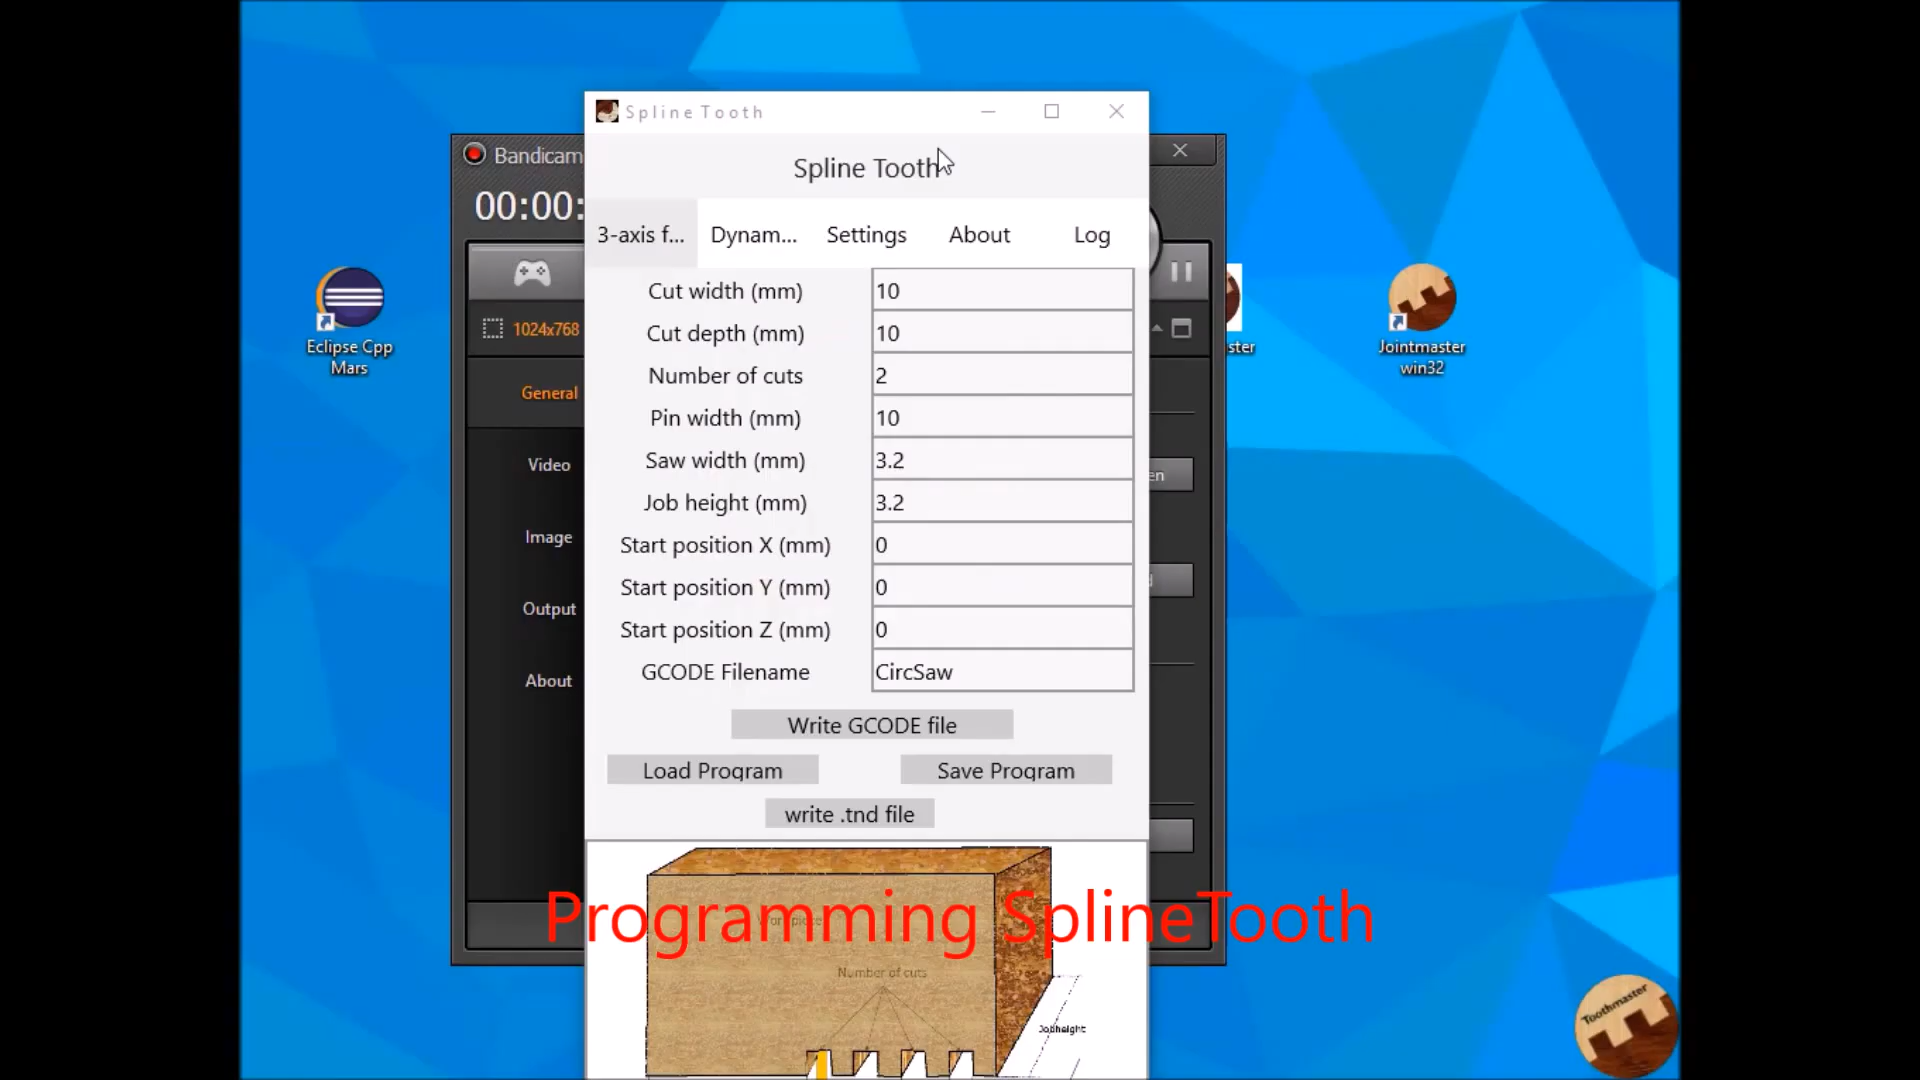 SplineTooth
Bandicam
Spline Tooth
00:00:
3-axis f...
Dynam...
Settings
About
Log
Cut width (mm)
10
1024x768
Cut depth (mm)
10
Eclipse Cpp
Mars
ster
Jointmaster
win32
Number of cuts
2
General
Pin width (mm)
10
Video
Saw width (mm)
3.2
en
Job height (mm)
3.2
Image
Start position X (mm)
0
Start position Y (mm)
0
Output
Start position Z (mm)
0
About
GCODE Filename
CircSaw
Write GCODE file
Load Program
Save Program
write .tnd file
Workpiece
Programming SplineTooth
Number of cuts
Jobheight
Toothmaster